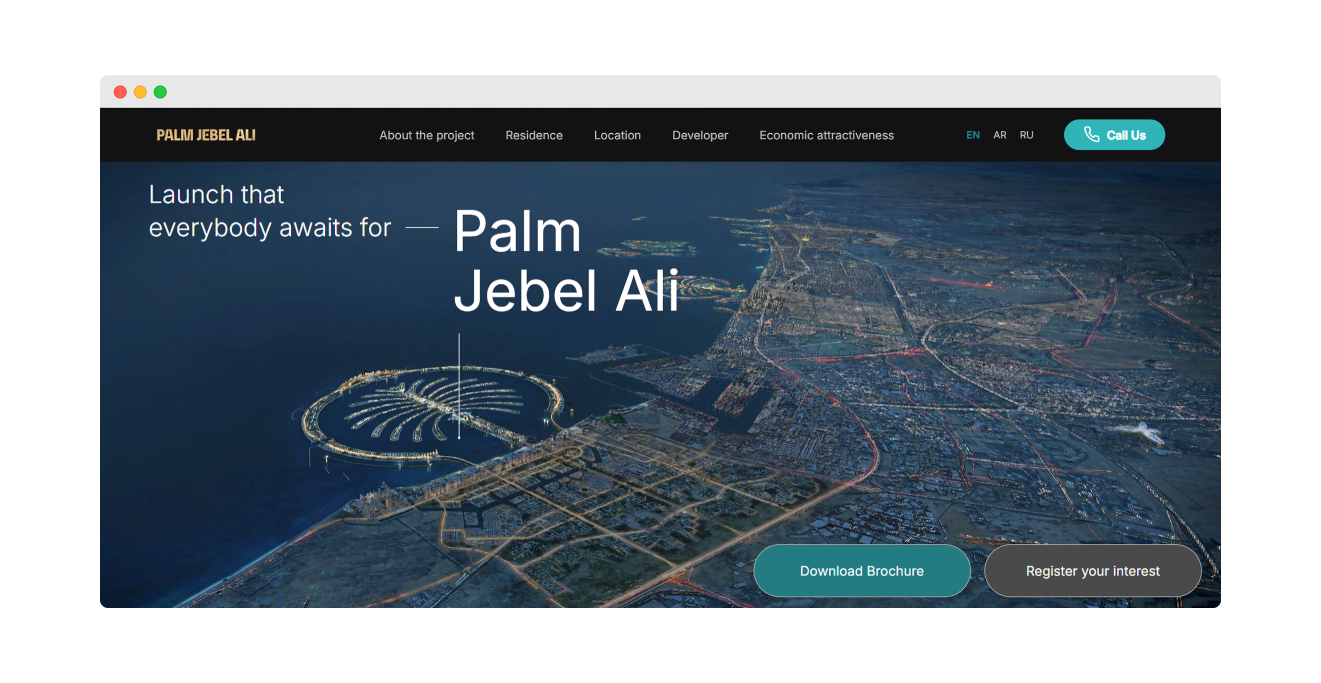 PALM JEBEL ALI
About the project
Residence
Location
Developer
Economic attractiveness
EN
AR
RU
Call Us
Launch that
everybody awaits for
Palm
Jebel Ali
Download Brochure
Register your interest